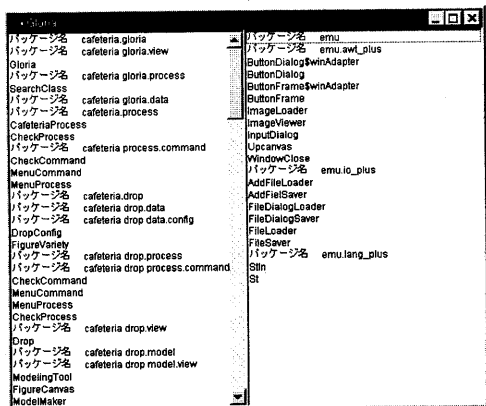 Gloria
パッケージ名 cafeteria.gloria
パッケージ名 cafeteria gloria.view
Gloria
パッケージ名 cafeteria gloria.process
SearchClass
パッケージ名 cafeteria gloria.data
パッケージ名 cafeteria.process
CafeteriaProcess
CheckProcess
パッケージ名 cafeteria process.command
CheckCommand
MenuCommand
MenuProcess
パッケージ名 cafeteria.drop
パッケージ名 cafeteria drop.data
パッケージ名 cafeteria drop data.config
DropConfig
FigureVariety
パッケージ名 cafeteria drop.process
パッケージ名 cafeteria drop process.command
CheckCommand
MenuCommand
MenuProcess
CheckProcess
パッケージ名 cafeteria drop.view
Drop
パッケージ名 cafeteria drop.model
パッケージ名 cafeteria drop model.view
ModelingTool
FigureCanvas
ModelMaker
パッケージ名 emu
パッケージ名 emu.awt_plus
ButtonDialog$winAdapter
ButtonDialog
ButtonFrame$winAdapter
ButtonFrame
ImageLoader
ImageViewer
InputDialog
Upcanvas
WindowClose
パッケージ名 emu.io_plus
AddFileLoader
AddFielSaver
FileDialogLoader
FileDialogSaver
FileLoader
FileSaver
パッケージ名 emu.lang_plus
StIn
St